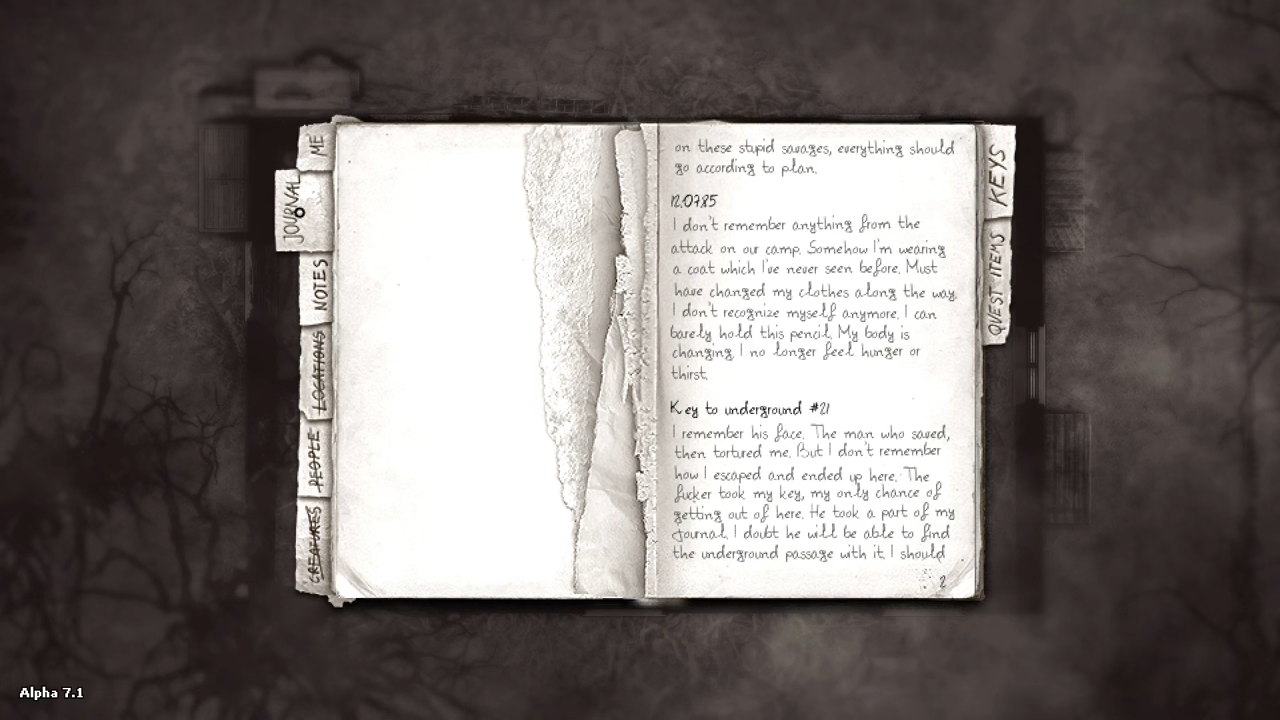 ME
JOURNAL
NOTES
LOCATIONS
PEOPLE
CREATURES
on these stupid savages, everything should
go according to plan.
12.07.85
I don't remember anything from the
attack on our camp. Somehow I'm wearing
a coat which I've never seen before. Must
have changed my clothes along the way.
I don't recognize myself anymore. I can
barely hold this pencil. My body is
changing. I no longer feel hunger or
thirst.
Key to underground #21
I remember his face. The man who saved,
then tortured me. But I don't remember
how I escaped and ended up here. The
fucker took my key, my only chance of
getting out of here. He took a part of my
journal. I doubt he will be able to find
the underground passage with it. I should
2
KEYS
QUEST ITEMS
Alpha 7.1